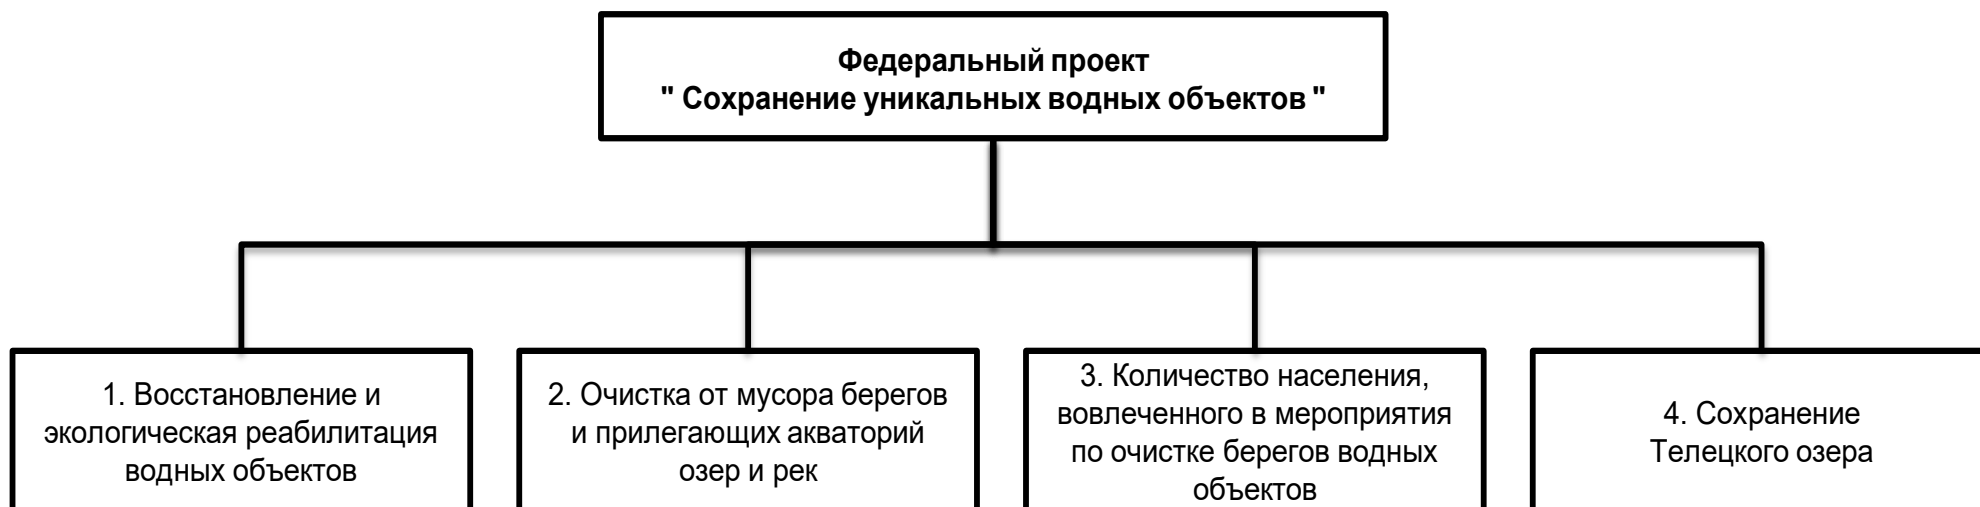 Федеральный проект
" Сохранение уникальных водных объектов "
1. Восстановление и
экологическая реабилитация
водных объектов
2. Очистка от мусора берегов
и прилегающих акваторий
озер и рек
3. Количество населения,
вовлеченного в мероприятия
по очистке берегов водных
объектов
4. Сохранение
Телецкого озера